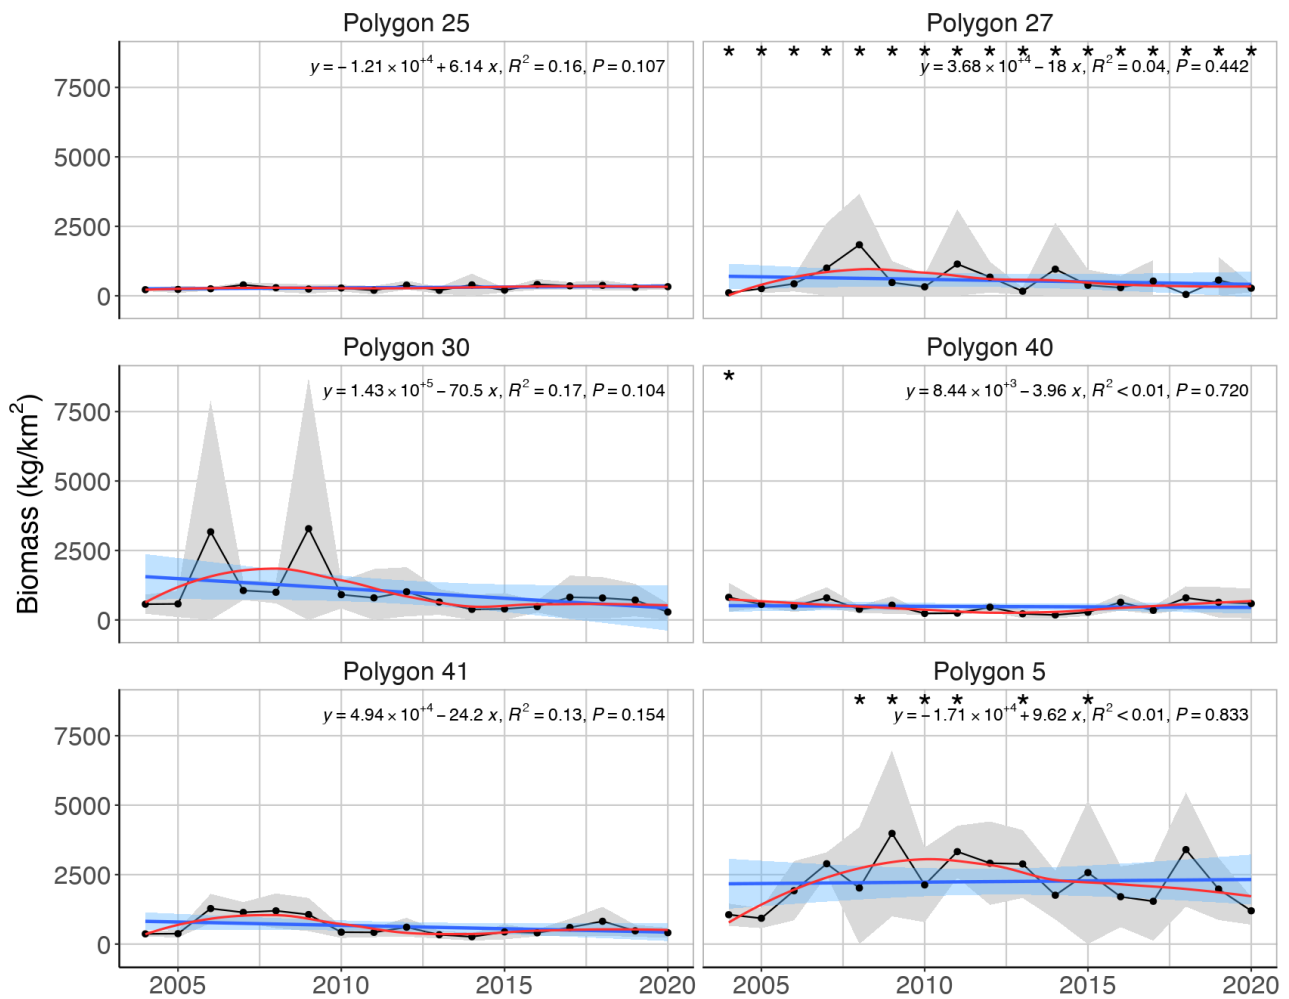 Polygon 25
Polygon 27
y = − 1.21 × 10⁺⁴ + 6.14 x, R² = 0.16, P = 0.107
* * * * * * * * * * * * * * * * *
y = 3.68 × 10⁺⁴ − 18 x, R² = 0.04, P = 0.442
7500
5000
2500
0
Polygon 30
Polygon 40
y = 1.43 × 10⁺⁵ − 70.5 x, R² = 0.17, P = 0.104
*
y = 8.44 × 10⁺³ − 3.96 x, R² < 0.01, P = 0.720
7500
5000
2500
0
Biomass (kg/km²)
Polygon 41
Polygon 5
y = 4.94 × 10⁺⁴ − 24.2 x, R² = 0.13, P = 0.154
* * * * * *
y = − 1.71 × 10⁺⁴ + 9.62 x, R² < 0.01, P = 0.833
7500
5000
2500
0
2005 2010 2015 2020
2005 2010 2015 2020